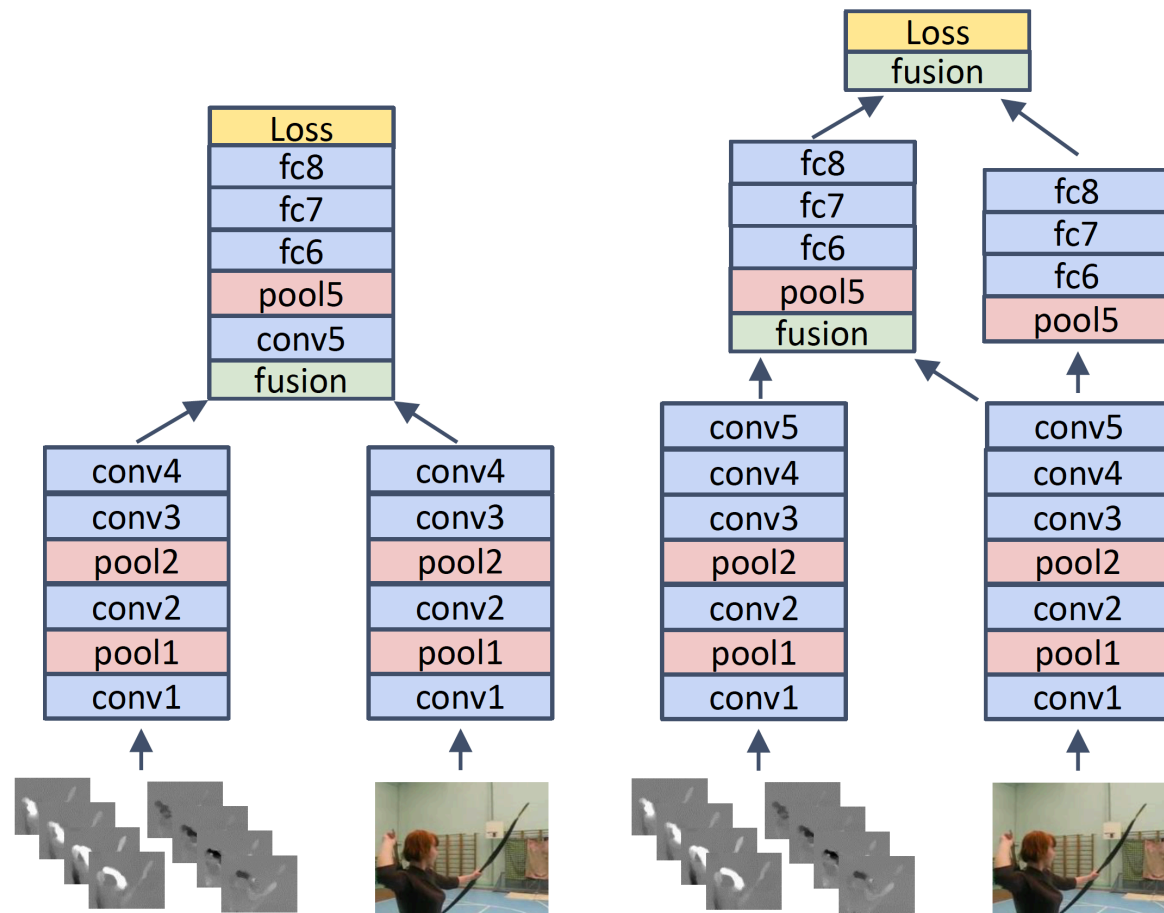 Loss
fc8
fc7
fc6
pool5
conv5
fusion
conv4
conv3
pool2
conv2
pool1
conv1
conv4
conv3
pool2
conv2
pool1
conv1
Loss
fusion
fc8
fc7
fc6
pool5
fusion
fc8
fc7
fc6
pool5
conv5
conv4
conv3
pool2
conv2
pool1
conv1
conv5
conv4
conv3
pool2
conv2
pool1
conv1